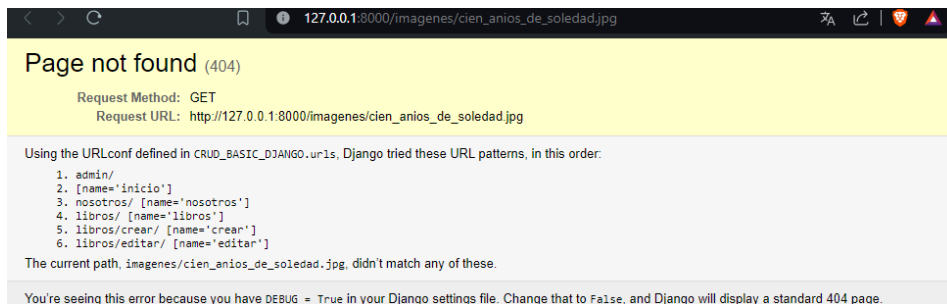 127.0.0.1:8000/imagenes/cien_anios_de_soledad.jpg
Page not found (404)
Request Method: GET
Request URL: http://127.0.0.1:8000/imagenes/cien_anios_de_soledad.jpg
Using the URLconf defined in CRUD_BASIC_DJANGO.urls, Django tried these URL patterns, in this order:
1. admin/
2. [name='inicio']
3. nosotros/ [name='nosotros']
4. libros/ [name='libros']
5. libros/crear/ [name='crear']
6. libros/editar/ [name='editar']
The current path, imagenes/cien_anios_de_soledad.jpg, didn't match any of these.
You're seeing this error because you have DEBUG = True in your Django settings file. Change that to False, and Django will display a standard 404 page.